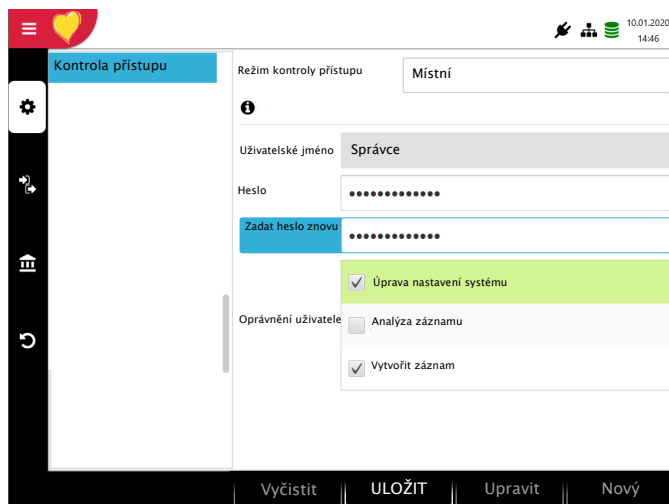 10.01.2020
14:46
Kontrola přístupu
Režim kontroly přístupu
Místní
Uživatelské jméno
Správce
Heslo
•••••••••••••
Zadat heslo znovu
•••••••••••••
Úprava nastavení systému
Oprávnění uživatele
Analýza záznamu
Vytvořit záznam
Vyčistit
ULOŽIT
Upravit
Nový